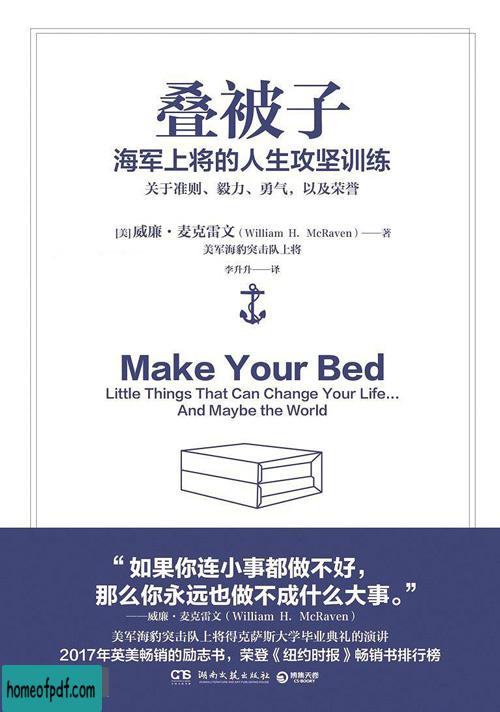 叠被子
海军上将的人生攻坚训练
关于准则、毅力、勇气，以及荣誉
[美]威廉·麦克雷文（William H. McRaven）——著
美军海豹突击队上将
李升升——译
Make Your Bed
Little Things That Can Change Your Life...
And Maybe the World
“如果你连小事都做不好，
那么你永远也做不成什么大事。”
——威廉·麦克雷文（William H. McRaven）
美军海豹突击队上将得克萨斯大学毕业典礼的演讲
2017年英美畅销的励志书，荣登《纽约时报》畅销书排行榜
湖南文艺出版社 博集天卷
CS-BOOKY
homeofpdf.com